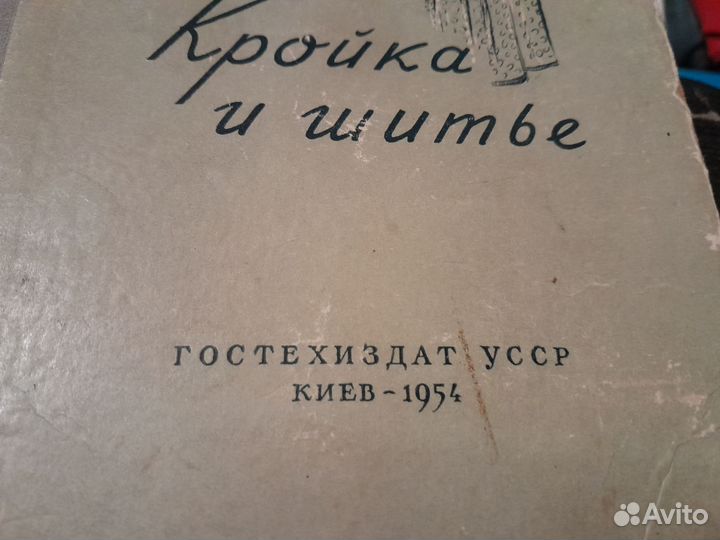 Кройка
и шитье
ГОСТЕХИЗДАТ УССР
КИЕВ - 1954
Avito